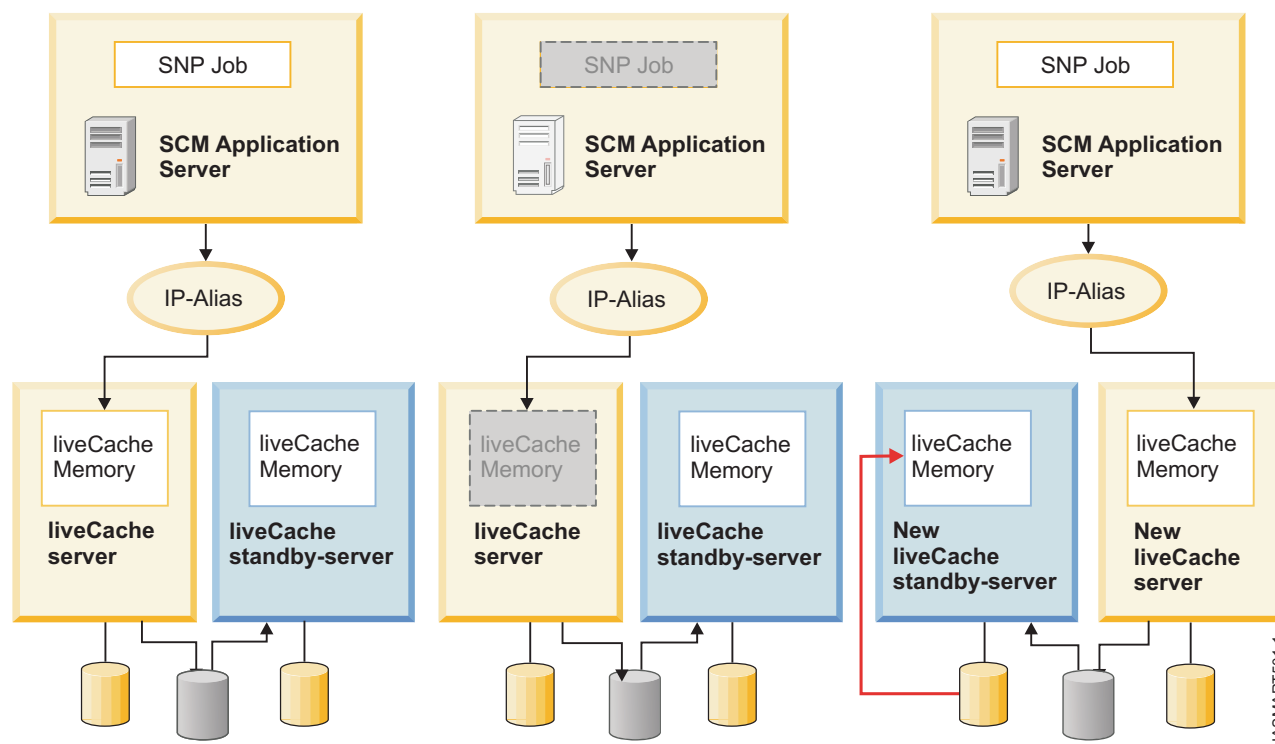 SNP Job
SCM Application
Server
IP-Alias
liveCache
Memory
liveCache
server
liveCache
Memory
liveCache
standby-server
SNP Job
SCM Application
Server
IP-Alias
liveCache
Memory
liveCache
server
liveCache
Memory
liveCache
standby-server
SNP Job
SCM Application
Server
IP-Alias
liveCache
Memory
New
liveCache
standby-server
liveCache
Memory
New
liveCache
server